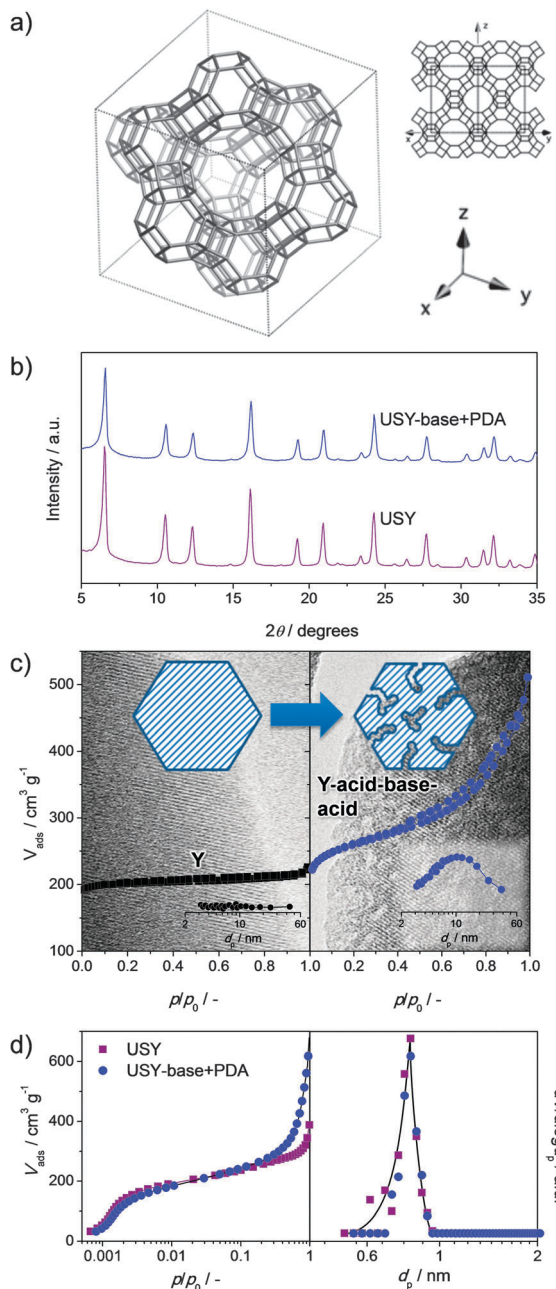 a)
z
x
y
z
x
y
b)
Intensity / a.u.
USY-base+PDA
USY
5 10 15 20 25 30 35
2θ / degrees
c)
V_ads / cm³ g⁻¹
500
400
300
200
100
Y
Y-acid-base-
acid
2 10 60
d_p / nm
2 10 60
d_p / nm
0.0 0.2 0.4 0.6 0.8 1.0 0.0 0.2 0.4 0.6 0.8 1.0
p/p₀ / -
p/p₀ / -
d)
USY
USY-base+PDA
V_ads / cm³ g⁻¹
600
400
200
0
0.001 0.01 0.1 1
0.6 0.8 1 2
p/p₀ / -
d_p / nm